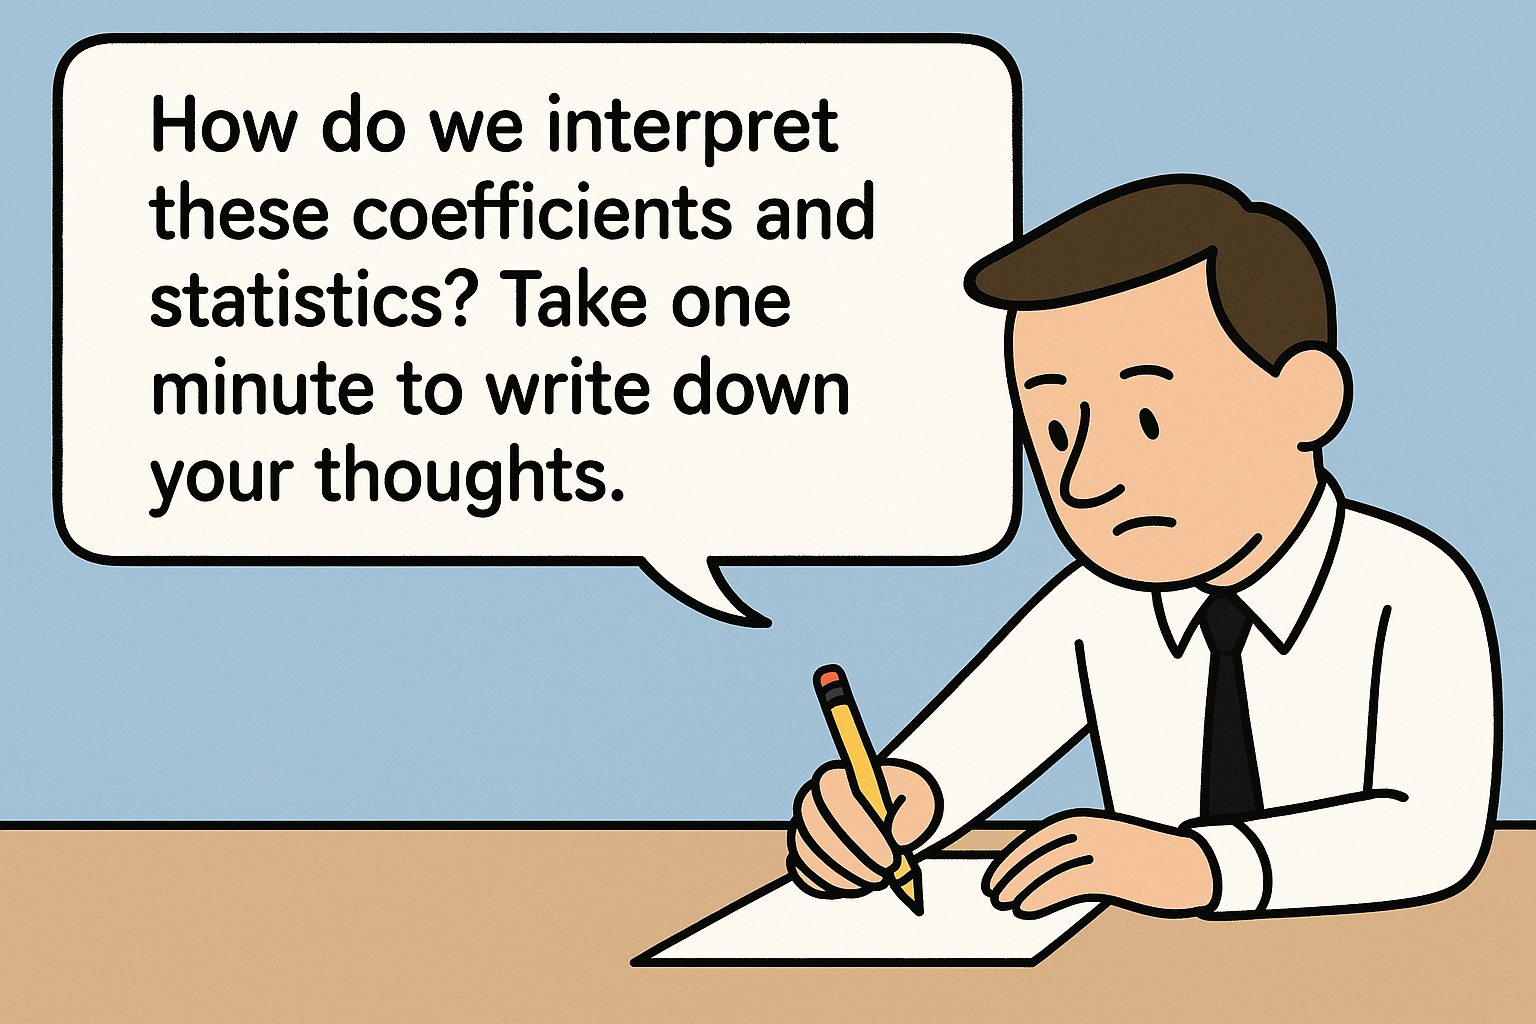 How do we interpret
these coefficients and
statistics? Take one
minute to write down
your thoughts.